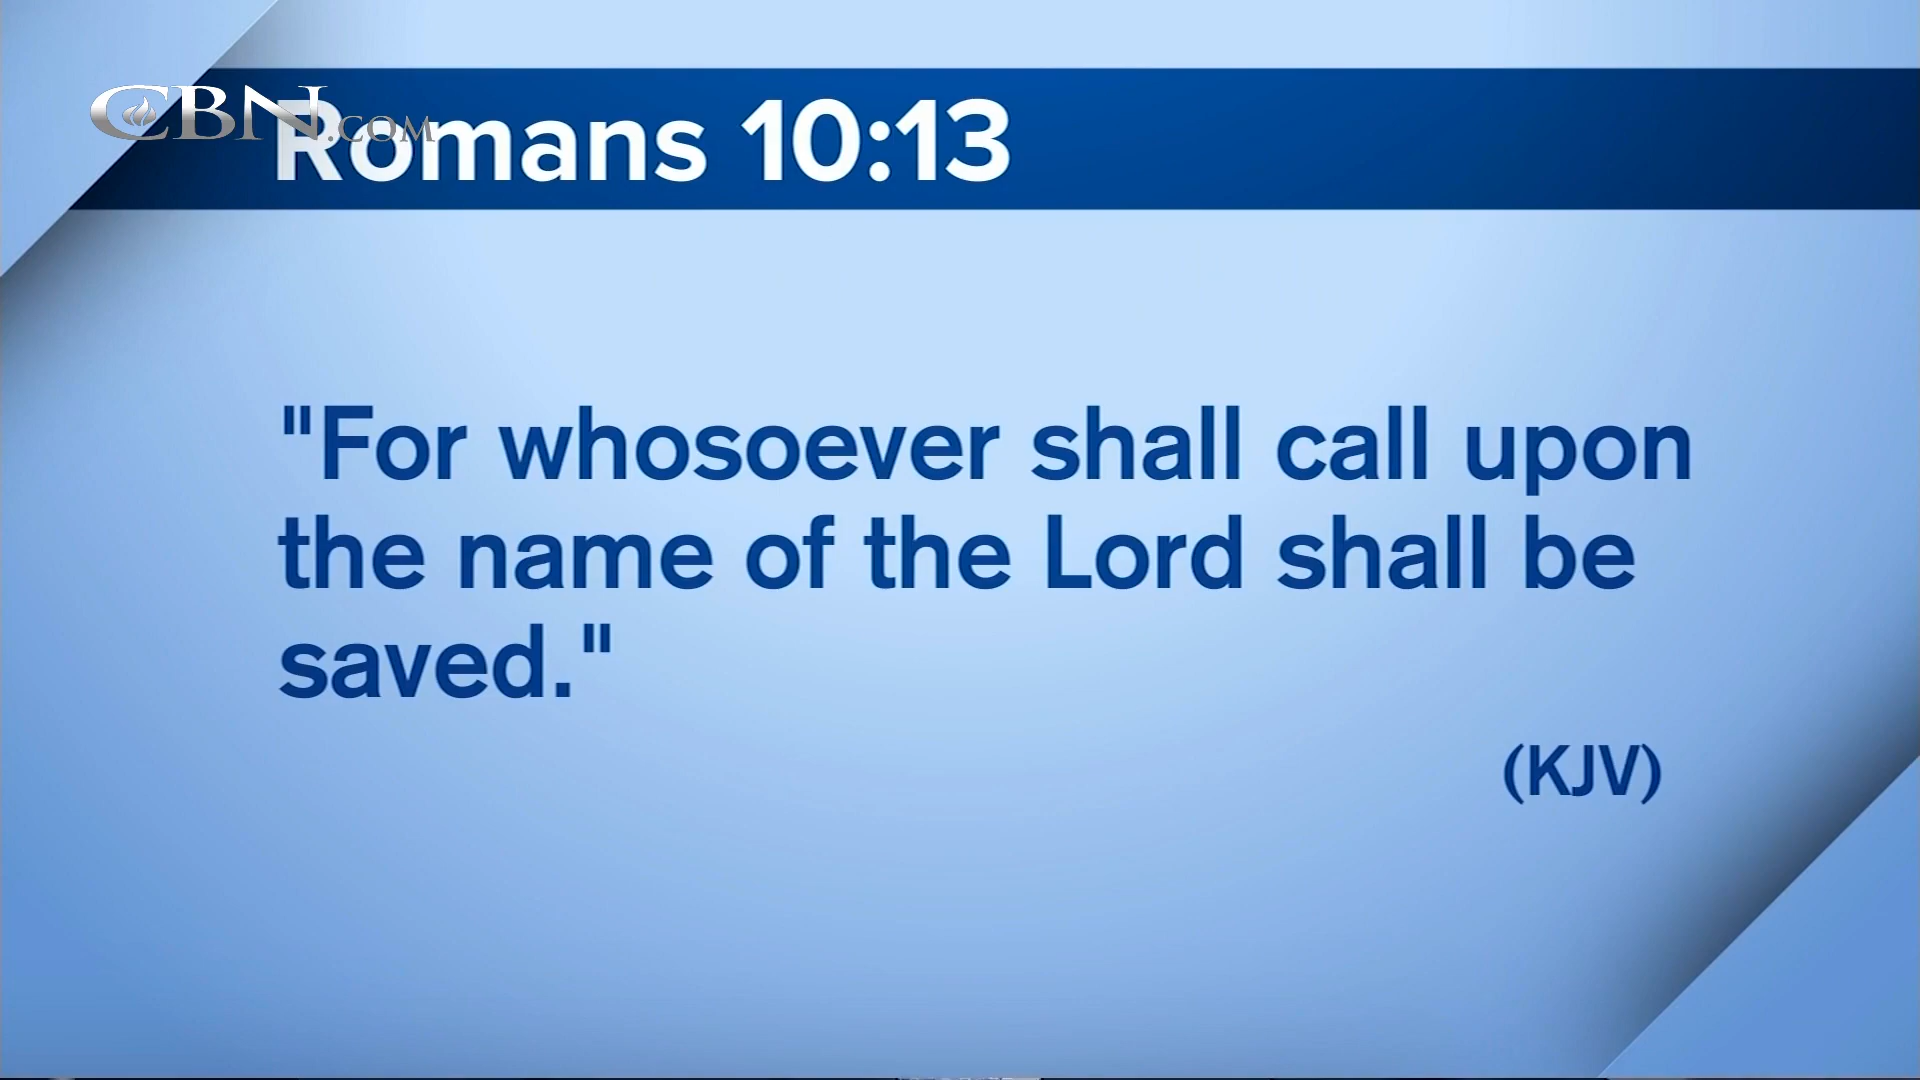 CBN.COM
Romans 10:13
"For whosoever shall call upon
the name of the Lord shall be
saved."
(KJV)